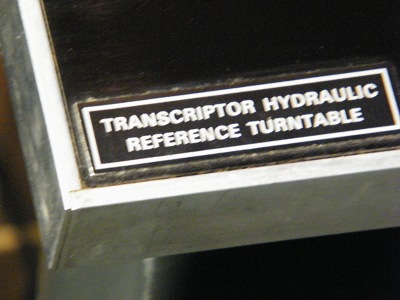 TRANSCRIPTOR HYDRAULIC
REFERENCE TURNTABLE